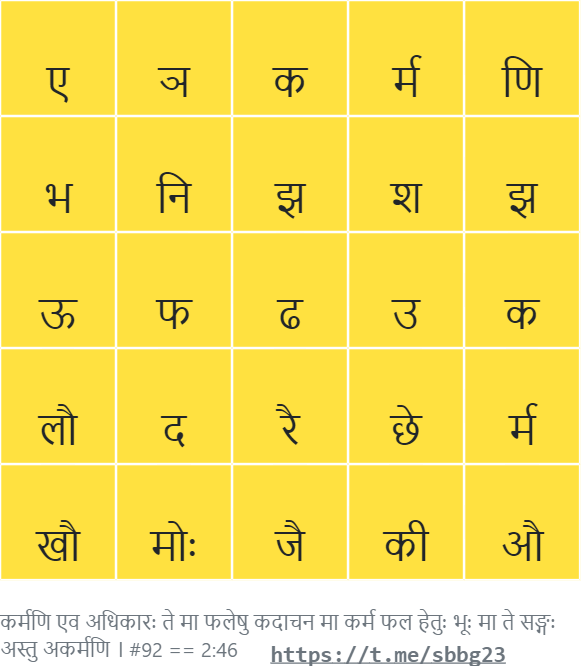 ए ञ क र्म णि
भ नि झ श झ
ऊ फ ढ उ क
लौ द रै छे र्म
खौ मोः जै की औ
कर्मणि एव अधिकारः ते मा फलेषु कदाचन मा कर्म फल हेतुः भूः मा ते सङ्गः
अस्तु अकर्मणि । #92 == 2:46 https://t.me/sbbg23